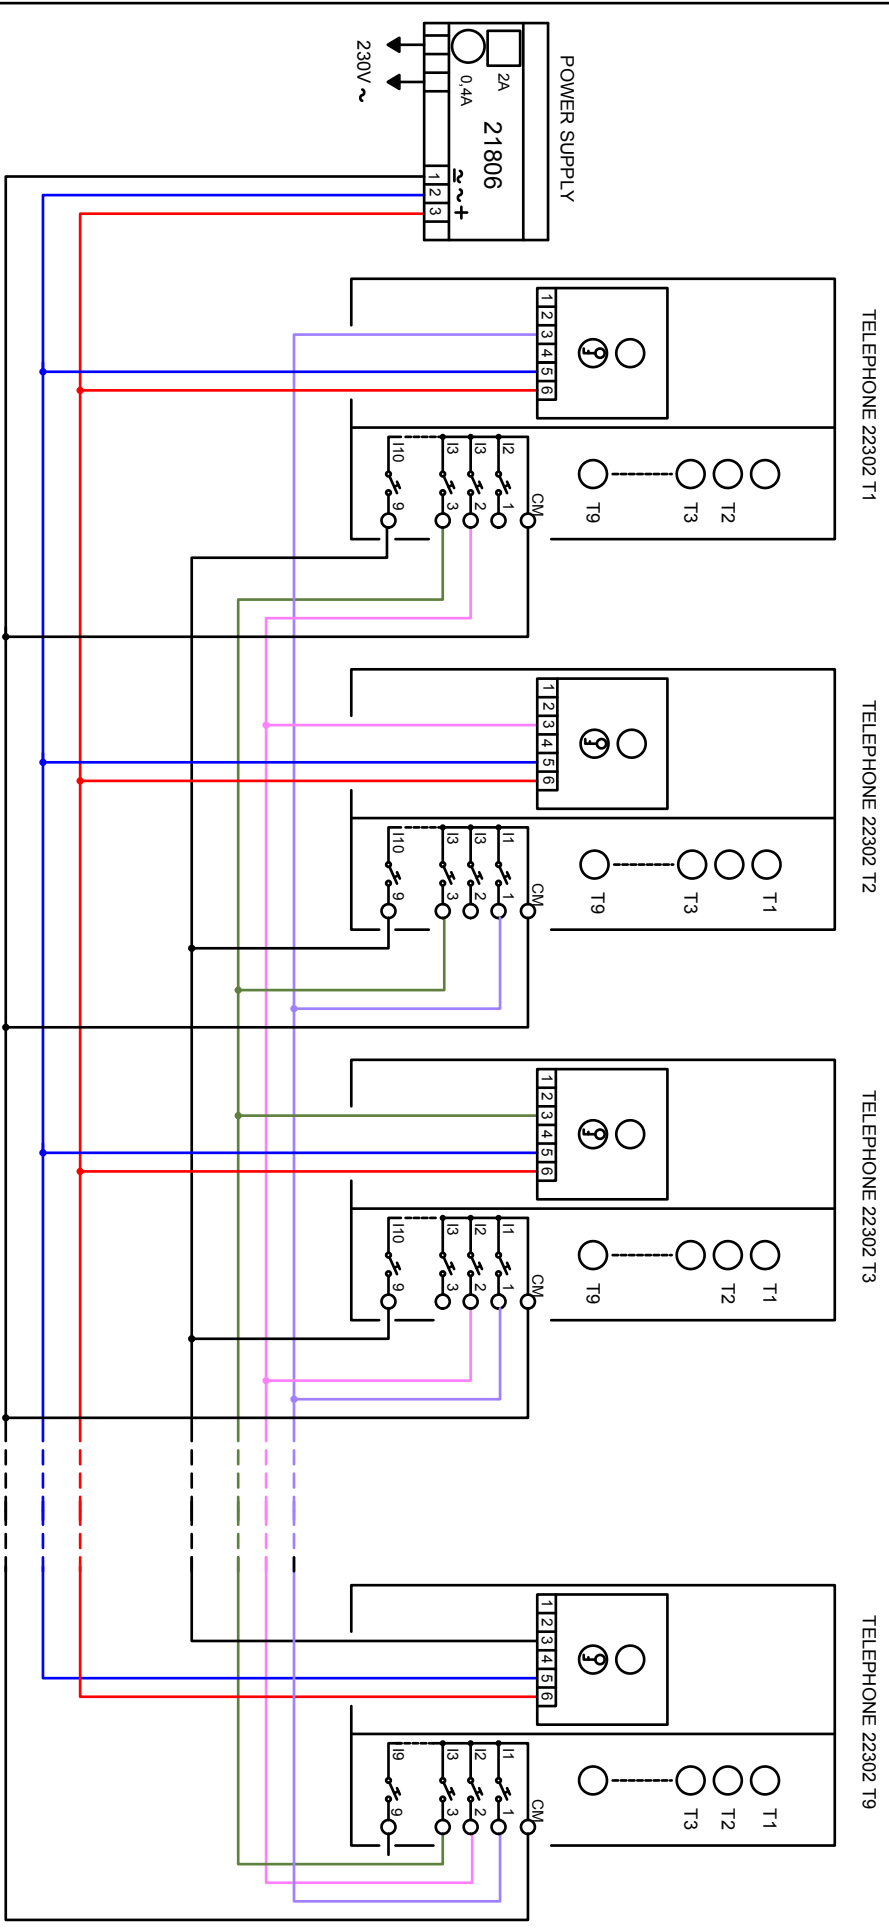 POWER SUPPLY
2A
0,4A
21806
230V ~
≂ ~ +
1 2 3
TELEPHONE 22302 T1
1 2 3 4 5 6
T2
T3
T9
CM
I2
I3
I3
I10
1
2
3
9
TELEPHONE 22302 T2
1 2 3 4 5 6
T1
T3
T9
CM
I1
I3
I3
I10
1
2
3
9
TELEPHONE 22302 T3
1 2 3 4 5 6
T1
T2
T9
CM
I1
I2
I3
I10
1
2
3
9
TELEPHONE 22302 T9
1 2 3 4 5 6
T1
T2
T3
CM
I1
I2
I3
I9
1
2
3
9